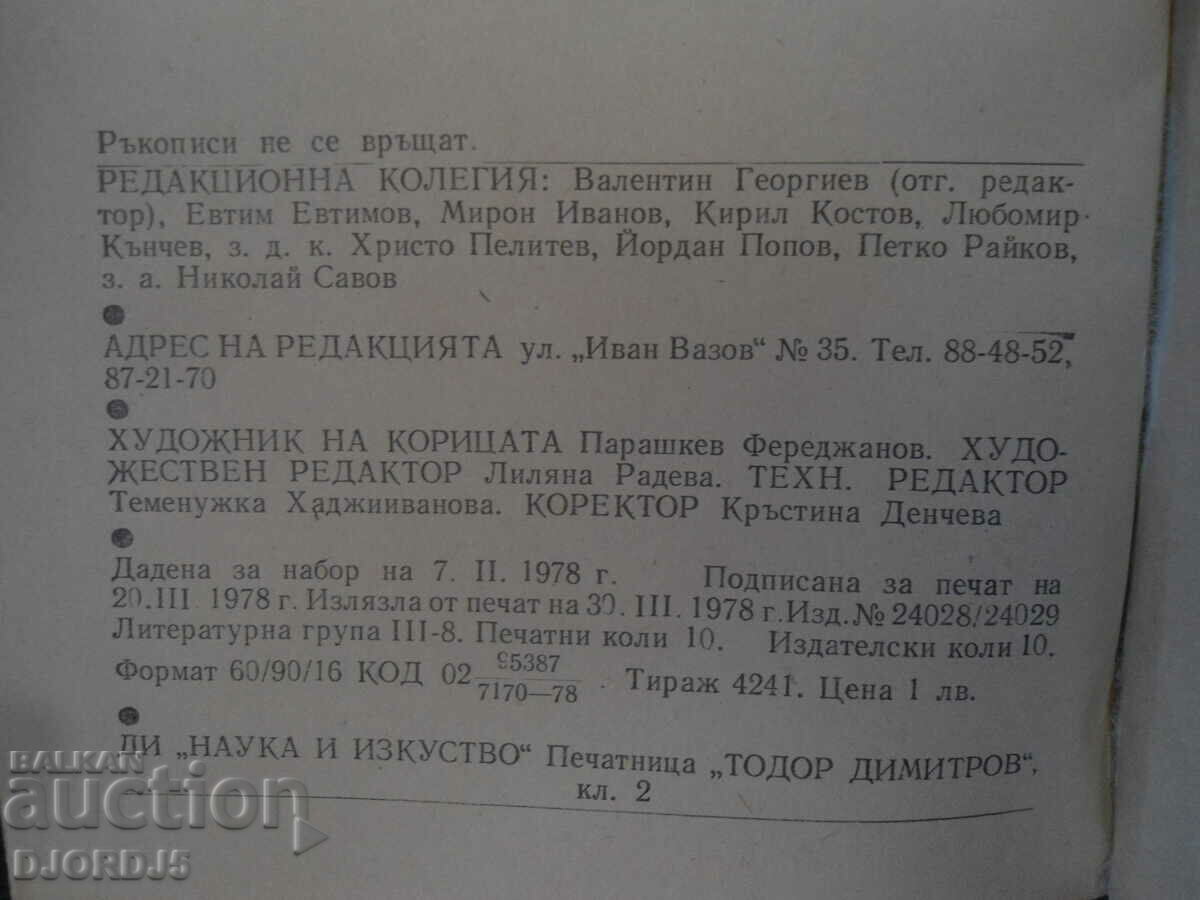 Ръкописи не се връщат.
РЕДАКЦИОННА КОЛЕГИЯ: Валентин Георгиев (отг. редак-
тор), Евтим Евтимов, Мирон Иванов, Кирил Костов, Любомир
Кънчев, з. д. к. Христо Пелитев, Йордан Попов, Петко Райков,
з. а. Николай Савов
АДРЕС НА РЕДАКЦИЯТА ул. „Иван Вазов“ № 35. Тел. 88-48-52,
87-21-70
ХУДОЖНИК НА КОРИЦАТА Парашкев Фереджанов. ХУДО-
ЖЕСТВЕН РЕДАКТОР Лиляна Радева. ТЕХН. РЕДАКТОР
Теменужка Хаджииванова. КОРЕКТОР Кръстина Денчева
Дадена за набор на 7. II. 1978 г. Подписана за печат на
20.III. 1978 г. Излязла от печат на 30. III. 1978 г. Изд. № 24028/24029
Литературна група III-8. Печатни коли 10. Издателски коли 10.
Формат 60/90/16 КОД 02 95387
7170—78 . Тираж 4241. Цена 1 лв.
ДИ „НАУКА И ИЗКУСТВО“ Печатница „ТОДОР ДИМИТРОВ“,
кл. 2
BALKAN
auction
DJORDJ5